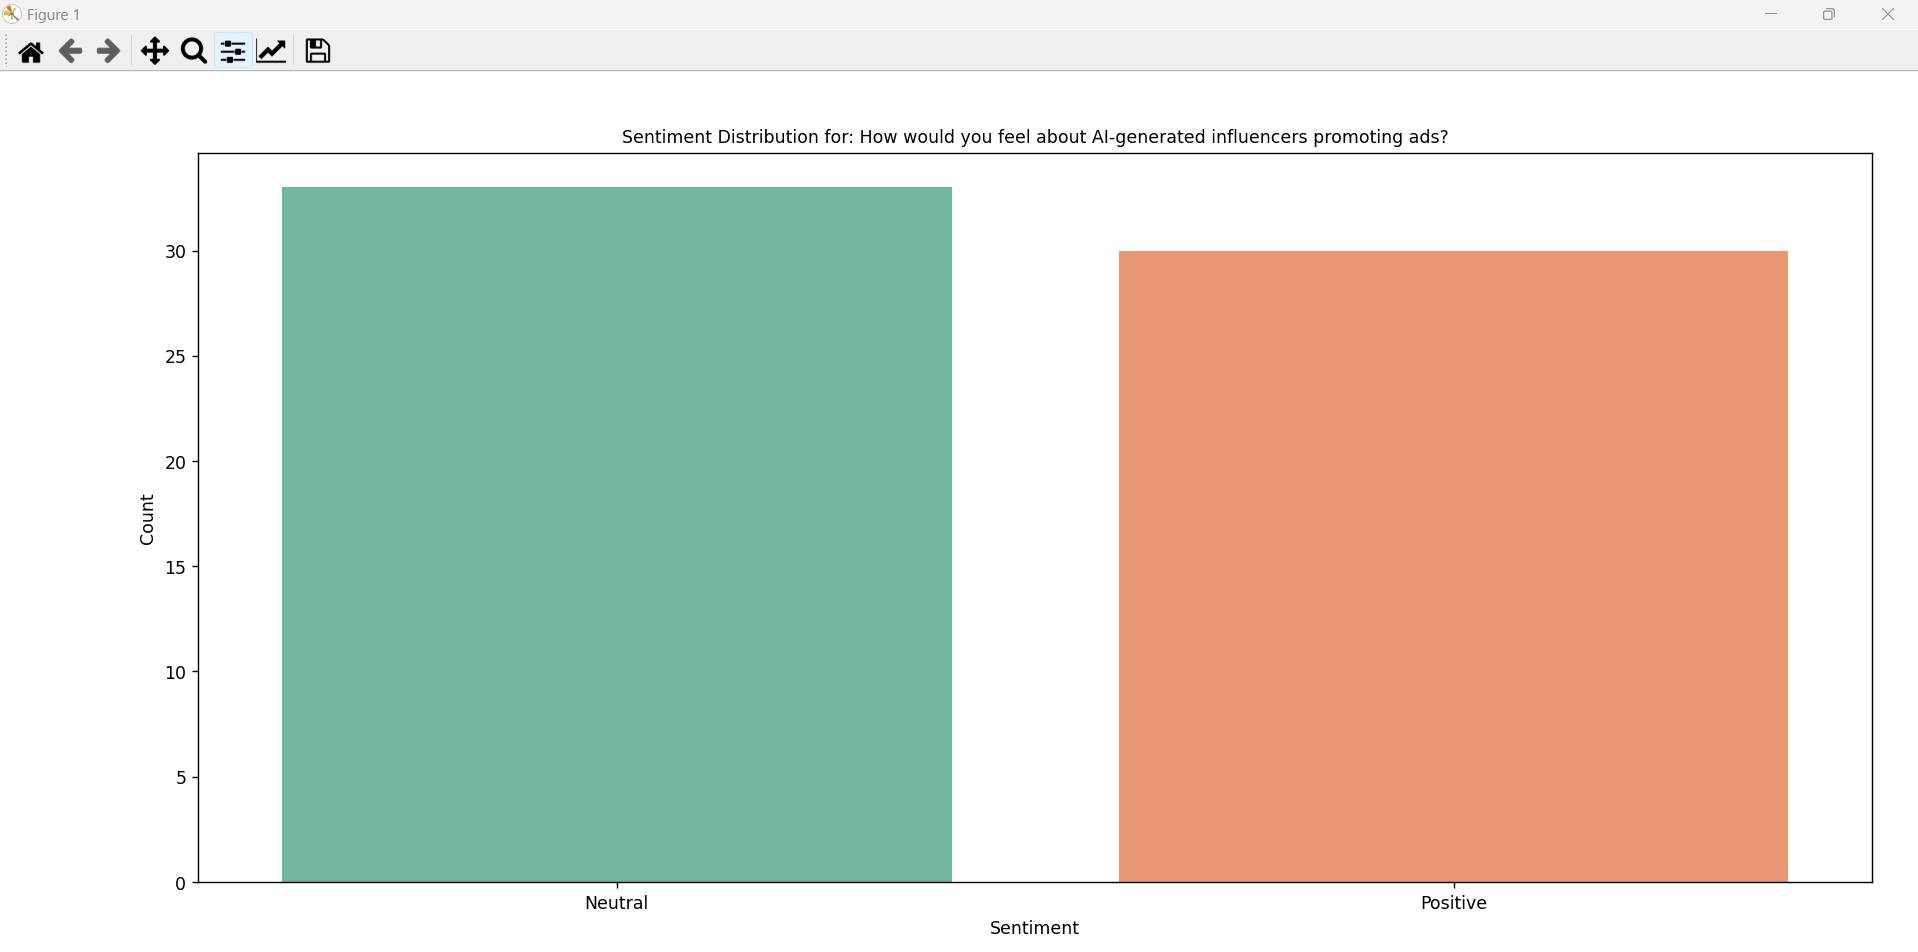 Figure 1
Sentiment Distribution for: How would you feel about AI-generated influencers promoting ads?
30
25
20
15
10
5
0
Count
Neutral
Positive
Sentiment